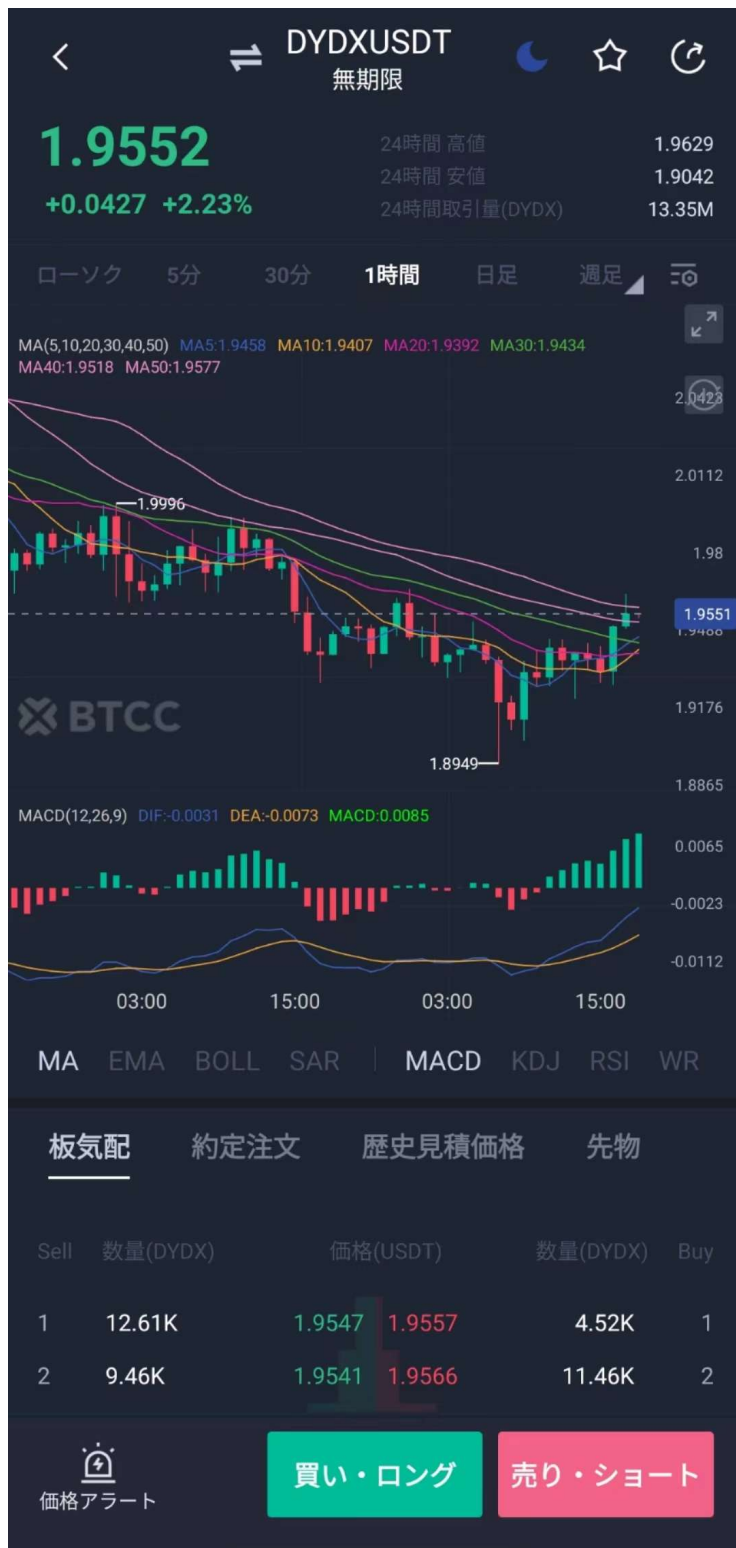 DYDXUSDT
無期限
1.9552
+0.0427 +2.23%
24時間 高値 1.9629
24時間 安値 1.9042
24時間取引量(DYDX) 13.35M
ローソク 5分 30分 1時間 日足 週足
MA(5,10,20,30,40,50) MA5:1.9458 MA10:1.9407 MA20:1.9392 MA30:1.9434
MA40:1.9518 MA50:1.9577
2.0423
2.0112
1.9996
1.98
1.9551
1.9488
1.9176
BTCC
1.8949
1.8865
MACD(12,26,9) DIF:-0.0031 DEA:-0.0073 MACD:0.0085
0.0065
-0.0023
-0.0112
03:00 15:00 03:00 15:00
MA EMA BOLL SAR MACD KDJ RSI WR
板気配 約定注文 歴史見積価格 先物
Sell 数量(DYDX) 価格(USDT) 数量(DYDX) Buy
1 12.61K 1.9547 1.9557 4.52K 1
2 9.46K 1.9541 1.9566 11.46K 2
価格アラート
買い・ロング
売り・ショート